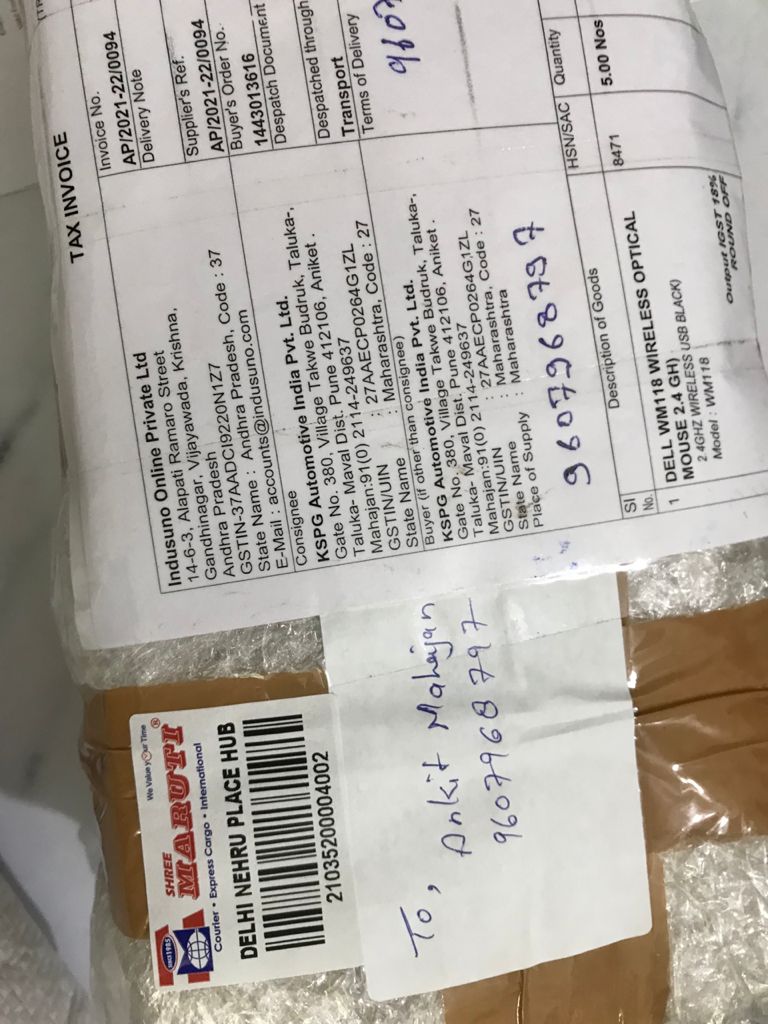 TAX INVOICE
Indusuno Online Private Ltd
14-6-3, Alapati Ramaro Street
Gandhinagar, Vijayawada, Krishna,
Andhra Pradesh
GSTIN-37AADCI9220N1Z7
State Name : Andhra Pradesh, Code : 37
E-Mail : accounts@indusuno.com
Consignee
KSPG Automotive India Pvt. Ltd.
Gate No. 380, Village Takwe Budruk, Taluka-,
Taluka- Maval Dist. Pune 412106, Aniket .
Mahajan:91(0) 2114-249637
GSTIN/UIN : 27AAECP0264G1ZL
State Name : Maharashtra, Code : 27
Buyer (if other than consignee)
KSPG Automotive India Pvt. Ltd.
Gate No. 380, Village Takwe Budruk, Taluka-,
Taluka- Maval Dist. Pune 412106, Aniket .
Mahajan:91(0) 2114-249637
GSTIN/UIN : 27AAECP0264G1ZL
State Name : Maharashtra, Code : 27
Place of Supply : Maharashtra
9607968797
Invoice No.
AP/2021-22/0094
Delivery Note
Supplier's Ref.
AP/2021-22/0094
Buyer's Order No.
1443013616
Despatch Document
Despatched through
Transport
Terms of Delivery
9607
SI No. Description of Goods HSN/SAC Quantity
1 DELL WM118 WIRELESS OPTICAL 8471 5.00 Nos
MOUSE 2.4 GH)
2.4GHZ WIRELESS USB BLACK)
Model : WM118
Output IGST 18%
ROUND OFF
We Value your Time
SINCE 1985
SHREE
MARUTI ®
Courier • Express Cargo • International
DELHI NEHRU PLACE HUB
21035200004002
To,
Ankit Mahajan
9607968797